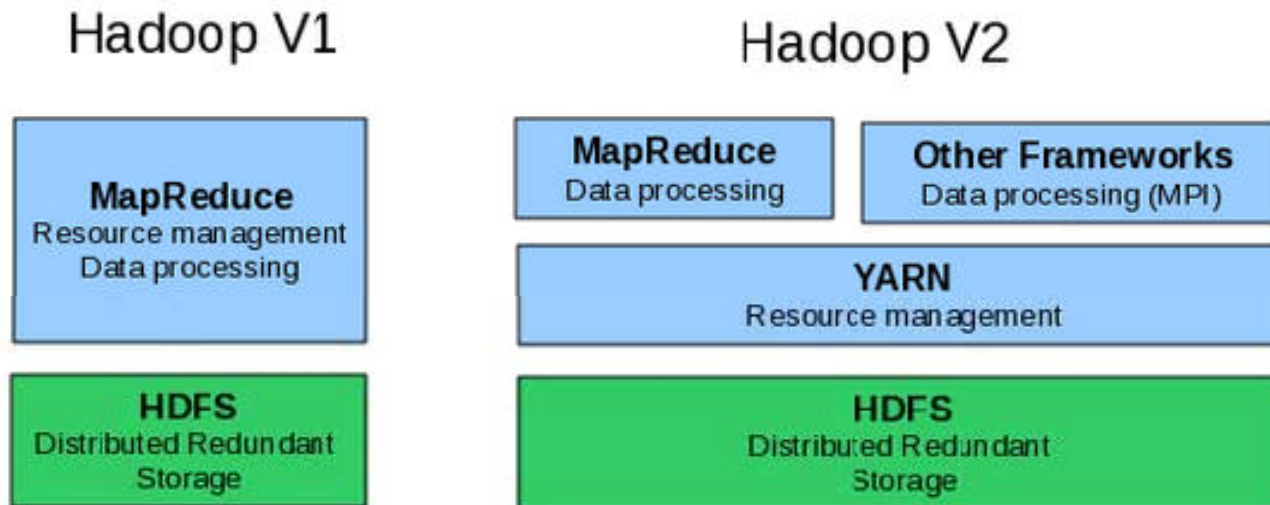 Hadoop V1
MapReduce
Resource management
Data processing
HDFS
Distributed Redundant
Storage
Hadoop V2
MapReduce
Data processing
Other Frameworks
Data processing (MPI)
YARN
Resource management
HDFS
Distributed Redundant
Storage